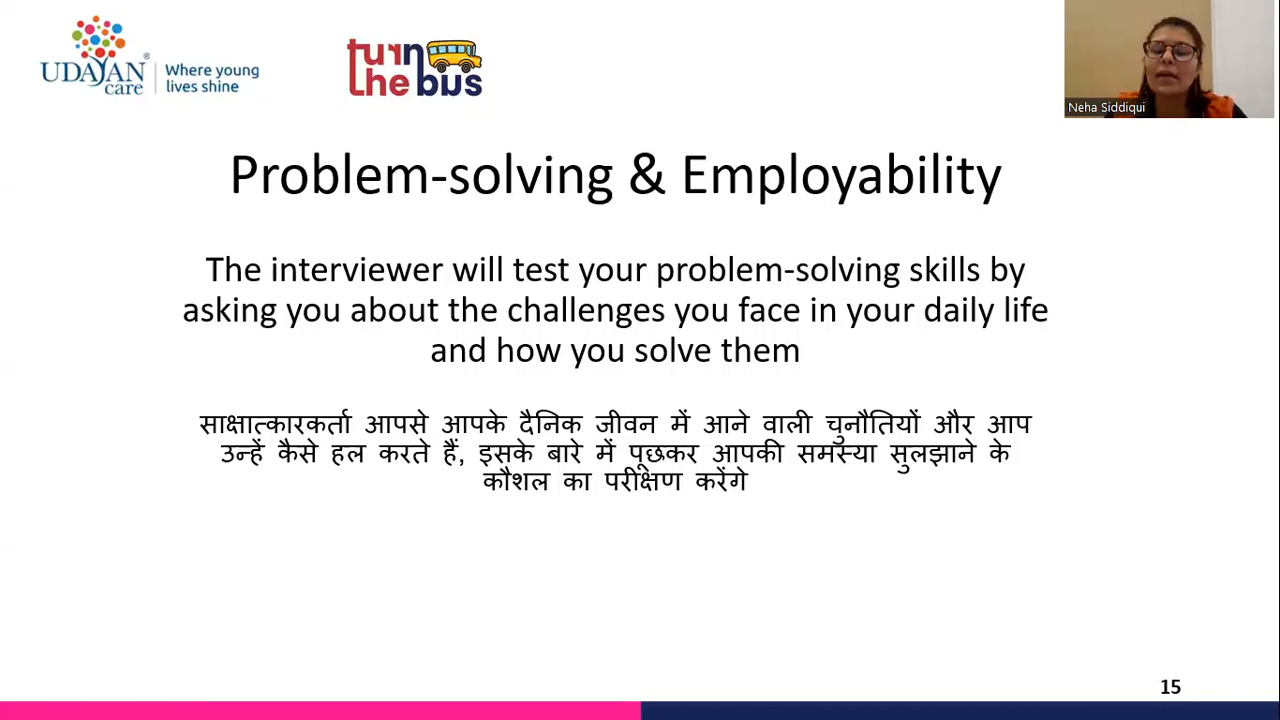 UDAYAN care
Where young
lives shine
turn
the bus
Neha Siddiqui
Problem-solving & Employability
The interviewer will test your problem-solving skills by
asking you about the challenges you face in your daily life
and how you solve them
साक्षात्कारकर्ता आपसे आपके दैनिक जीवन में आने वाली चुनौतियों और आप
उन्हें कैसे हल करते हैं, इसके बारे में पूछकर आपकी समस्या सुलझाने के
कौशल का परीक्षण करेंगे
15